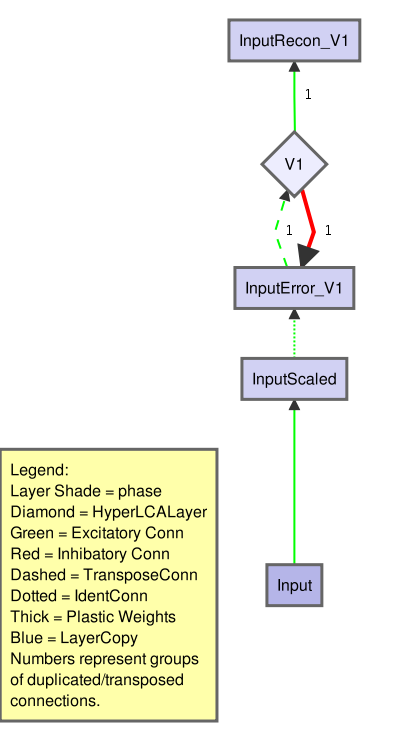 InputRecon_V1
1
V1
1
1
InputError_V1
InputScaled
Input
Legend:
Layer Shade = phase
Diamond = HyperLCALayer
Green = Excitatory Conn
Red = Inhibatory Conn
Dashed = TransposeConn
Dotted = IdentConn
Thick = Plastic Weights
Blue = LayerCopy
Numbers represent groups
of duplicated/transposed
connections.